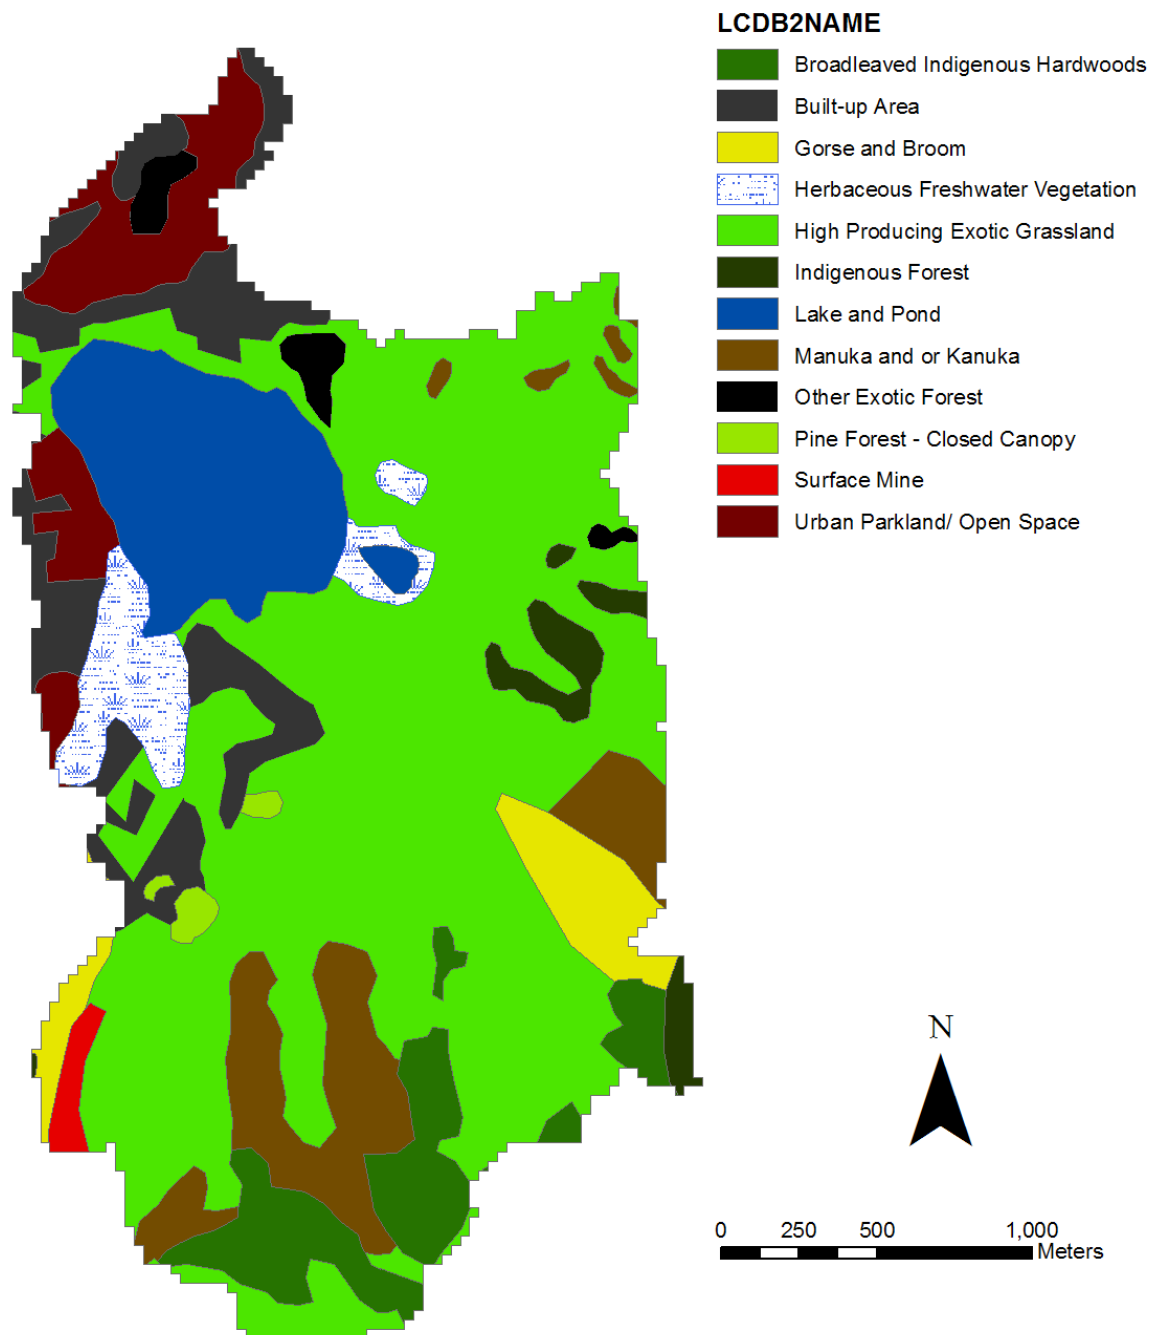 LCDB2NAME
Broadleaved Indigenous Hardwoods
Built-up Area
Gorse and Broom
Herbaceous Freshwater Vegetation
High Producing Exotic Grassland
Indigenous Forest
Lake and Pond
Manuka and or Kanuka
Other Exotic Forest
Pine Forest - Closed Canopy
Surface Mine
Urban Parkland/ Open Space
N
0 250 500 1,000
Meters